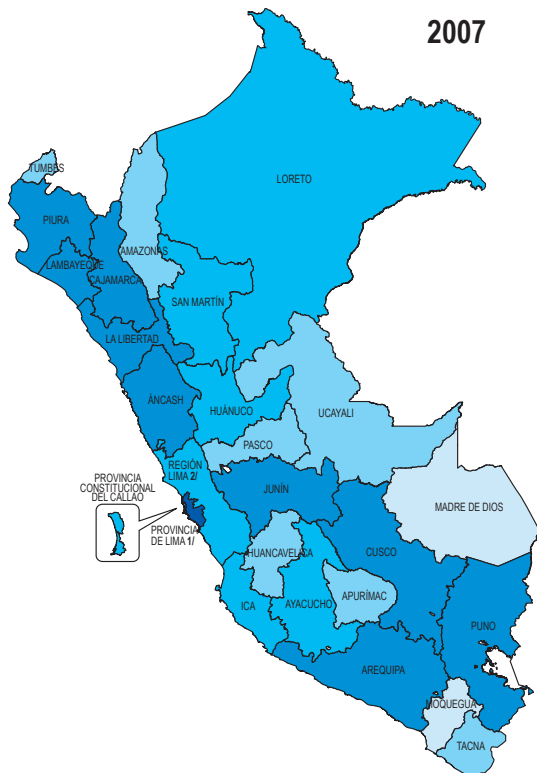 2007
LORETO
TUMBES
PIURA
AMAZONAS
LAMBAYEQUE
CAJAMARCA
SAN MARTÍN
LA LIBERTAD
ÁNCASH
HUÁNUCO
UCAYALI
PASCO
REGIÓN
LIMA 2/
PROVINCIA
CONSTITUCIONAL
DEL CALLAO
JUNÍN
MADRE DE DIOS
PROVINCIA
DE LIMA 1/
HUANCAVELICA
CUSCO
ICA
AYACUCHO
APURÍMAC
PUNO
AREQUIPA
MOQUEGUA
TACNA